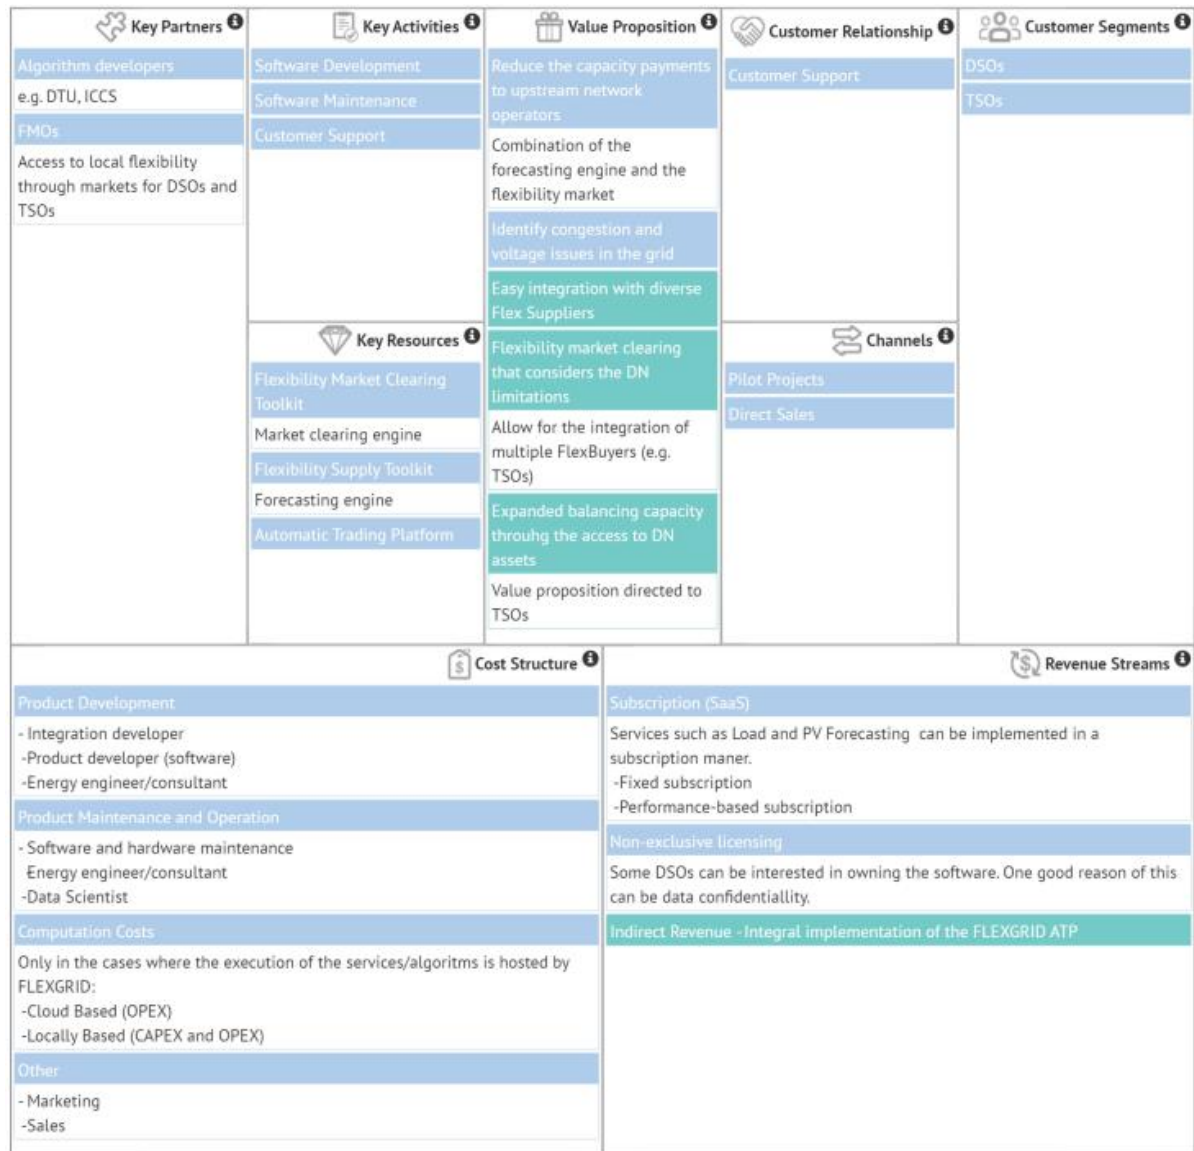 Key Partners
Algorithm developers
e.g. DTU, ICCS
FMOs
Access to local flexibility
through markets for DSOs and
TSOs
Key Activities
Software Development
Software Maintenance
Customer Support
Key Resources
Flexibility Market Clearing
Toolkit
Market clearing engine
Flexibility Supply Toolkit
Forecasting engine
Automatic Trading Platform
Value Proposition
Reduce the capacity payments
to upstream network
operators
Combination of the
forecasting engine and the
flexibility market
Identify congestion and
voltage issues in the grid
Easy integration with diverse
Flex Suppliers
Flexibility market clearing
that considers the DN
limitations
Allow for the integration of
multiple FlexBuyers (e.g.
TSOs)
Expanded balancing capacity
throuhg the access to DN
assets
Value proposition directed to
TSOs
Customer Relationship
Customer Support
Channels
Pilot Projects
Direct Sales
Customer Segments
DSOs
TSOs
Cost Structure
Product Development
- Integration developer
-Product developer (software)
-Energy engineer/consultant
Product Maintenance and Operation
- Software and hardware maintenance
Energy engineer/consultant
-Data Scientist
Computation Costs
Only in the cases where the execution of the services/algoritms is hosted by
FLEXGRID:
-Cloud Based (OPEX)
-Locally Based (CAPEX and OPEX)
Other
- Marketing
-Sales
Revenue Streams
Subscription (SaaS)
Services such as Load and PV Forecasting can be implemented in a
subscription maner.
-Fixed subscription
-Performance-based subscription
Non-exclusive licensing
Some DSOs can be interested in owning the software. One good reason of this
can be data confidentiallity.
Indirect Revenue - Integral implementation of the FLEXGRID ATP